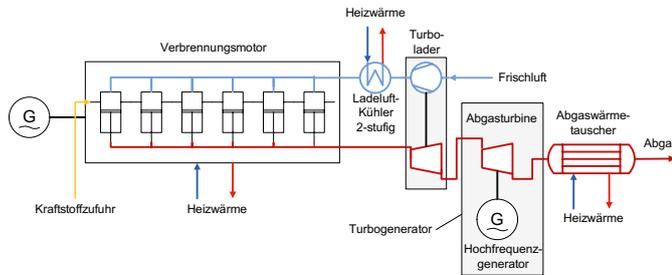 Heizwärme
Turbo-
lader
Verbrennungsmotor
Frischluft
Ladeluft-
Kühler
2-stufig
G
Abgasturbine
Abgaswärme-
tauscher
Abga
Kraftstoffzufuhr
Heizwärme
Turbogenerator
G
Hochfrequenz-
generator
Heizwärme